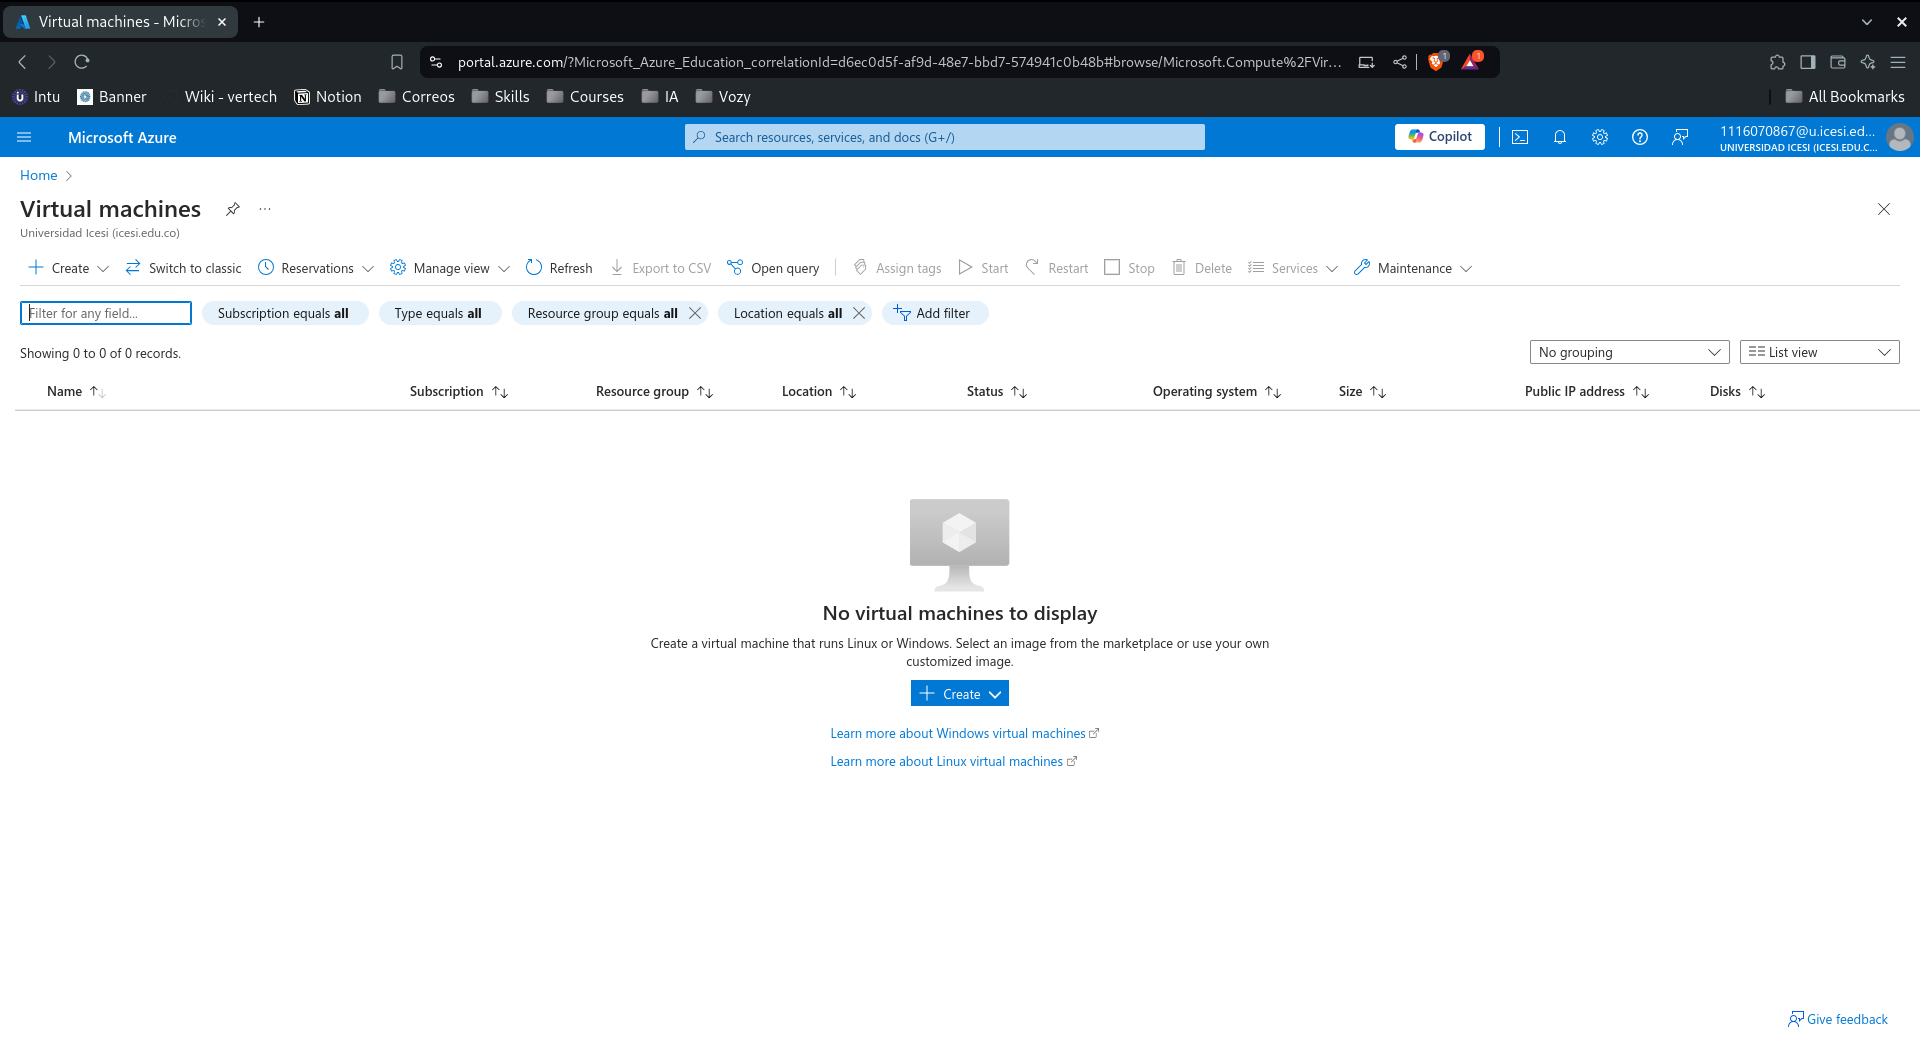 Virtual machines - Micros
portal.azure.com/?Microsoft_Azure_Education_correlationId=d6ec0d5f-af9d-48e7-bbd7-574941c0b48b#browse/Microsoft.Compute%2FVir...
1
1
Intu
Banner
Wiki - vertech
Notion
Correos
Skills
Courses
IA
Vozy
All Bookmarks
Microsoft Azure
Search resources, services, and docs (G+/)
Copilot
1116070867@u.icesi.ed...
UNIVERSIDAD ICESI (ICESI.EDU.C...
Home
Virtual machines
...
Universidad Icesi (icesi.edu.co)
Create
Switch to classic
Reservations
Manage view
Refresh
Export to CSV
Open query
Assign tags
Start
Restart
Stop
Delete
Services
Maintenance
Filter for any field...
Subscription equals all
Type equals all
Resource group equals all
Location equals all
Add filter
Showing 0 to 0 of 0 records.
No grouping
List view
Name
Subscription
Resource group
Location
Status
Operating system
Size
Public IP address
Disks
No virtual machines to display
Create a virtual machine that runs Linux or Windows. Select an image from the marketplace or use your own
customized image.
Create
Learn more about Windows virtual machines
Learn more about Linux virtual machines
Give feedback